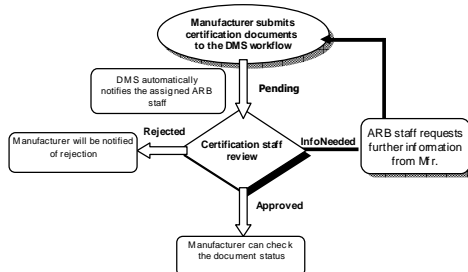 Manufacturer submits
certification documents
to the DMS workflow
DMS automatically
notifies the assigned ARB
staff
Pending
Rejected
Manufacturer will be notified
of rejection
Certification staff
review
InfoNeeded
ARB staff requests
further information
from Mfr.
Approved
Manufacturer can check
the document status